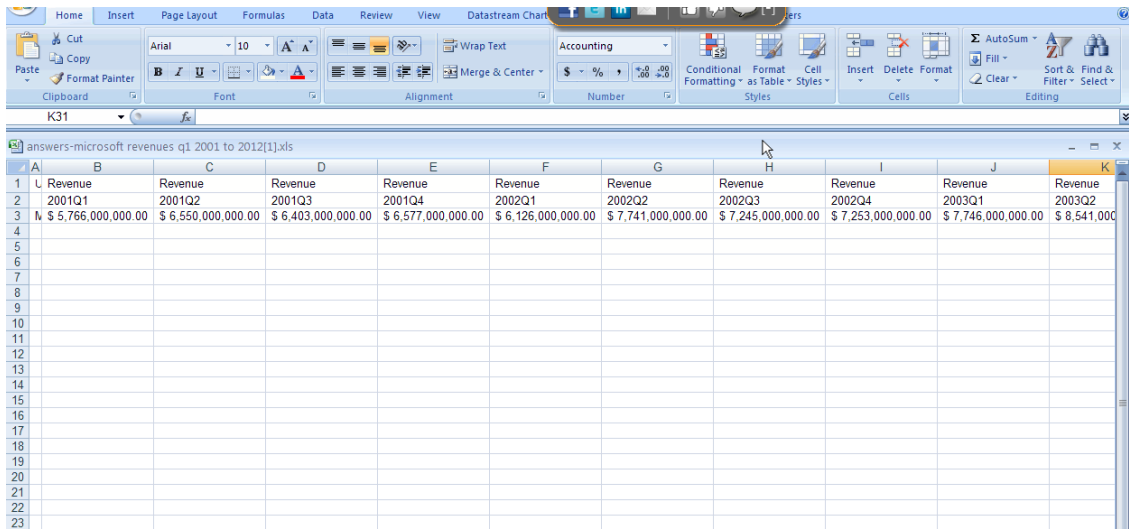 Home Insert Page Layout Formulas Data Review View Datastream Chart
Cut
Copy
Format Painter
Paste
Clipboard
Arial 10
B I U
Font
Wrap Text
Merge & Center
Alignment
Accounting
$ % ,
Number
Conditional Formatting
Format as Table
Cell Styles
Styles
Insert Delete Format
Cells
Σ AutoSum
Fill
Clear
Sort & Filter
Find & Select
Editing
K31 fx
answers-microsoft revenues q1 2001 to 2012[1].xls
A B C D E F G H I J K
1 U Revenue Revenue Revenue Revenue Revenue Revenue Revenue Revenue Revenue Revenue
2 2001Q1 2001Q2 2001Q3 2001Q4 2002Q1 2002Q2 2002Q3 2002Q4 2003Q1 2003Q2
3 M $ 5,766,000,000.00 $ 6,550,000,000.00 $ 6,403,000,000.00 $ 6,577,000,000.00 $ 6,126,000,000.00 $ 7,741,000,000.00 $ 7,245,000,000.00 $ 7,253,000,000.00 $ 7,746,000,000.00 $ 8,541,000
4
5
6
7
8
9
10
11
12
13
14
15
16
17
18
19
20
21
22
23